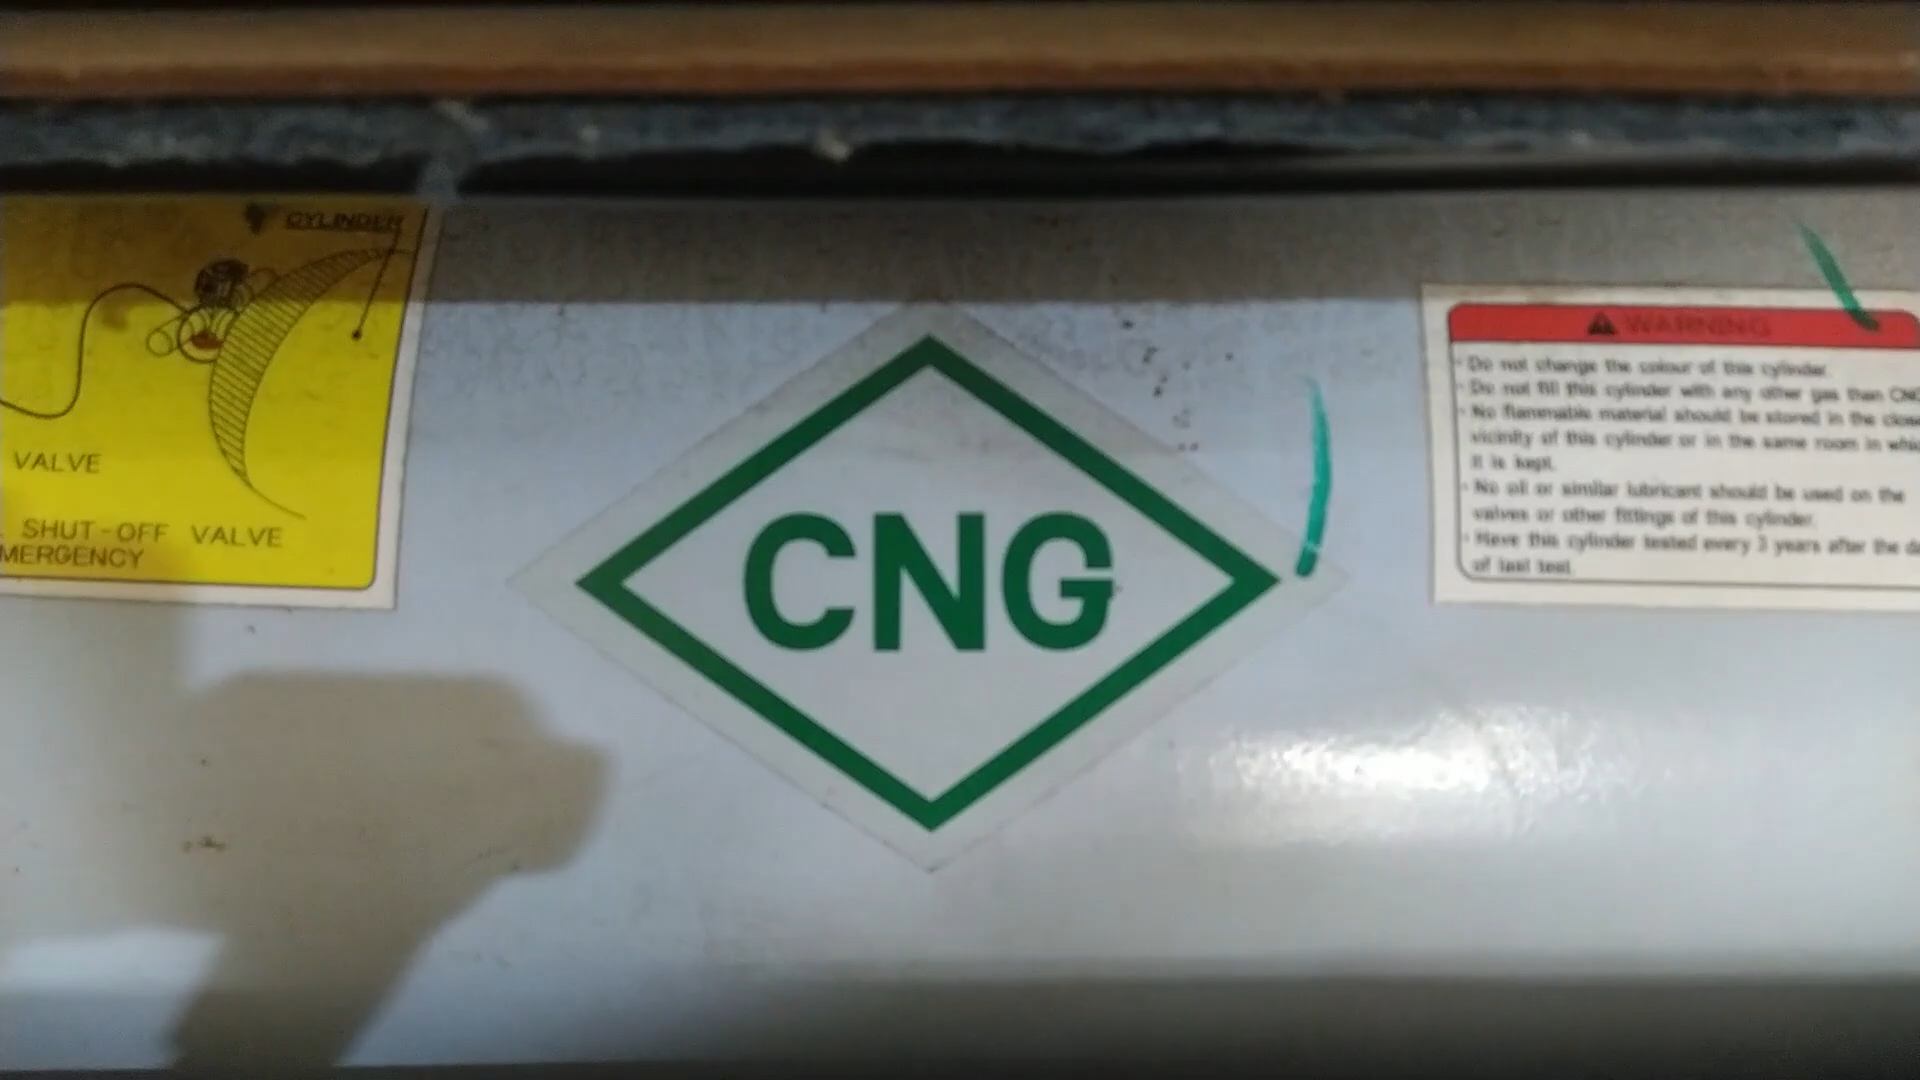 CYLINDER
VALVE
SHUT-OFF VALVE
MERGENCY
CNG
WARNING
· Do not change the colour of this cylinder.
· Do not fill this cylinder with any other gas than CNG
· No flammable material should be stored in the close
vicinity of this cylinder or in the same room in which
it is kept.
· No oil or similar lubricant should be used on the
valves or other fittings of this cylinder.
· Have this cylinder tested every 3 years after the da
of last test.